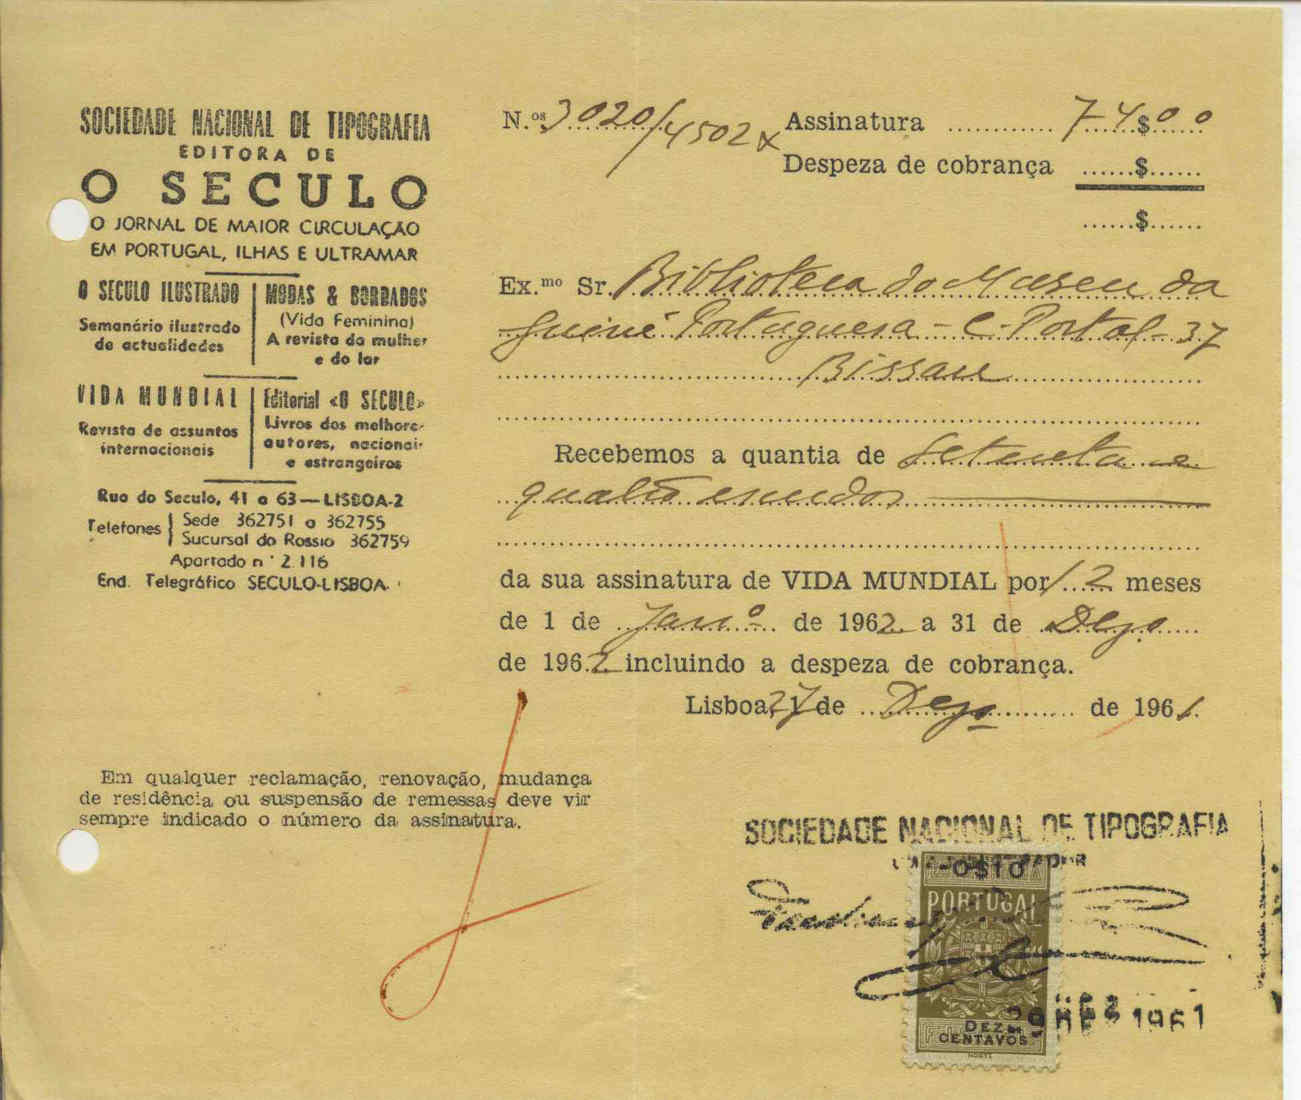 SOCIEDADE NACIONAL DE TIPOGRAFIA
EDITORA DE
O SECULO
O JORNAL DE MAIOR CIRCULAÇÃO
EM PORTUGAL, ILHAS E ULTRAMAR
O SECULO ILUSTRADO
Semanário ilustrado
de actualidades
MODAS & BORDADOS
(Vida Feminina)
A revista da mulher
e do lar
VIDA MUNDIAL
Revista de assuntos
internacionais
Editorial «O SECULO»
Livros dos melhores
autores, nacionais
e estrangeiros
Rua do Seculo, 41 a 63—LISBOA-2
Telefones
Sede 362751 a 362755
Sucursal do Rossio 362759
Apartado n.º 2.116
End. Telegráfico SECULO-LISBOA.
Em qualquer reclamação, renovação, mudança
de residência ou suspensão de remessas deve vir
sempre indicado o número da assinatura.
N.os 3020/4502x
Assinatura ............ 74$00
Despeza de cobrança ......$......
......$......
Ex.mo Sr. Biblioteca do Museu da
Guiné Portuguesa - C. Portal - 37
Bissau
Recebemos a quantia de setenta e
quatro escudos
da sua assinatura de VIDA MUNDIAL por 12 meses
de 1 de Janº de 1962 a 31 de Dezº
de 1962 incluindo a despeza de cobrança.
Lisboa, 27 de Dezº de 1961.
SOCIEDADE NACIONAL DE TIPOGRAFIA
PORTUGAL
DEZ
CENTAVOS
29 DEZ 1961